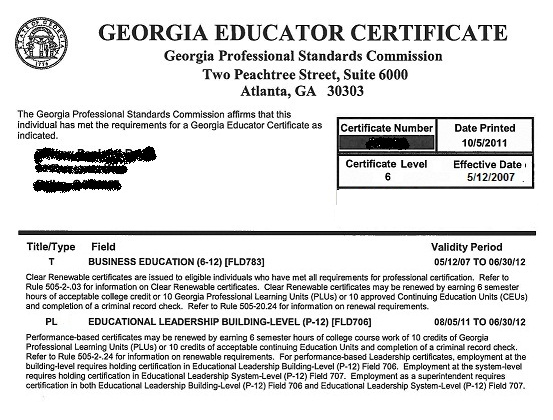 GEORGIA EDUCATOR CERTIFICATE
Georgia Professional Standards Commission
Two Peachtree Street, Suite 6000
Atlanta, GA 30303
1776
The Georgia Professional Standards Commission affirms that this
individual has met the requirements for a Georgia Educator Certificate as
indicated.
Certificate Number Date Printed
10/5/2011
Certificate Level Effective Date
6 5/12/2007
Title/Type Field Validity Period
T BUSINESS EDUCATION (6-12) [FLD783] 05/12/07 TO 06/30/12
Clear Renewable certificates are issued to eligible individuals who have met all requirements for professional certification. Refer to
Rule 505-2-.03 for information on Clear Renewable certificates. Clear Renewable certificates may be renewed by earning 6 semester
hours of acceptable college credit or 10 Georgia Professional Learning Units (PLUs) or 10 approved Continuing Education Units (CEUs)
and completion of a criminal record check. Refer to Rule 505-20.24 for information on renewal requirements.
PL EDUCATIONAL LEADERSHIP BUILDING-LEVEL (P-12) [FLD706] 08/05/11 TO 06/30/12
Performance-based certificates may be renewed by earning 6 semester hours of college course work of 10 credits of Georgia
Professional Learning Units (PLUs) or 10 credits of acceptable continuing Education Units and completion of a criminal record check.
Refer to Rule 505-2-.24 for information on renewable requirements. For performance-based Leadership certificates, employment at the
building-level requires holding certification in Educational Leadership Building-Level (P-12) Field 706. Employment at the system-level
requires holding certification in Educational Leadership System-Level (P-12) Field 707. Employment as a superintendent requires
certification in both Educational Leadership Building-Level (P-12) Field 706 and Educational Leadership System-Level (P-12) Field 707.